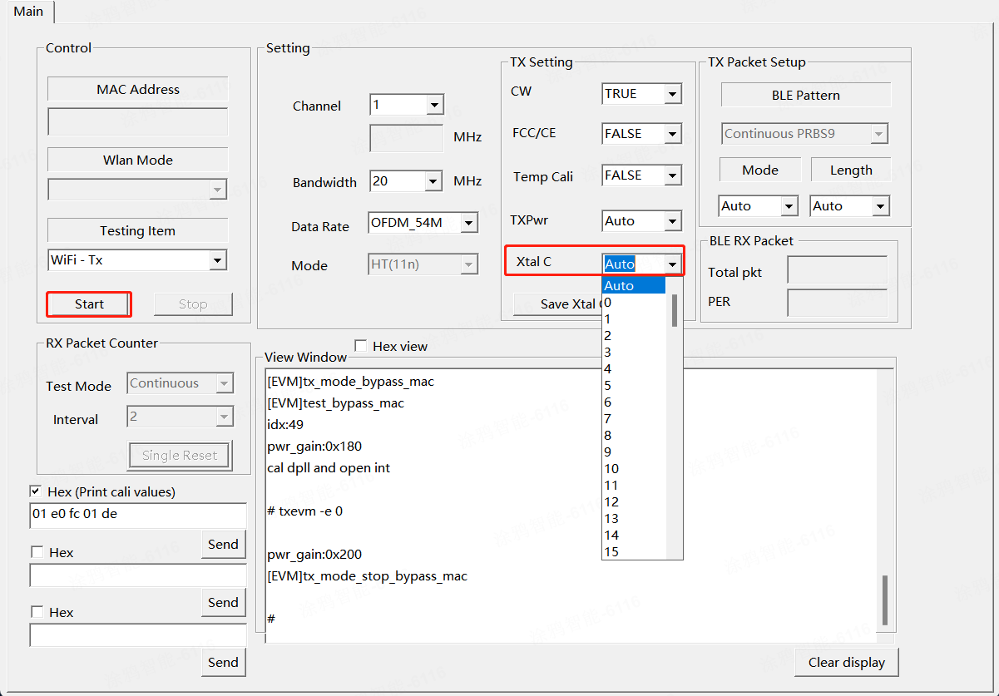 Main
Control
MAC Address
Wlan Mode
Testing Item
WiFi - Tx
Start
Stop
Setting
Channel
1
MHz
Bandwidth
20
MHz
Data Rate
OFDM_54M
Mode
HT(11n)
TX Setting
CW
TRUE
FCC/CE
FALSE
Temp Cali
FALSE
TXPwr
Auto
Xtal C
Auto
Save Xtal
Auto
0
1
2
3
4
5
6
7
8
9
10
11
12
13
14
15
TX Packet Setup
BLE Pattern
Continuous PRBS9
Mode
Length
Auto
Auto
BLE RX Packet
Total pkt
PER
RX Packet Counter
Test Mode
Continuous
Interval
2
Single Reset
Hex (Print cali values)
01 e0 fc 01 de
Send
Hex
Send
Hex
Send
Hex view
View Window
[EVM]tx_mode_bypass_mac
[EVM]test_bypass_mac
idx:49
pwr_gain:0x180
cal dpll and open int
# txevm -e 0
pwr_gain:0x200
[EVM]tx_mode_stop_bypass_mac
#
Clear display